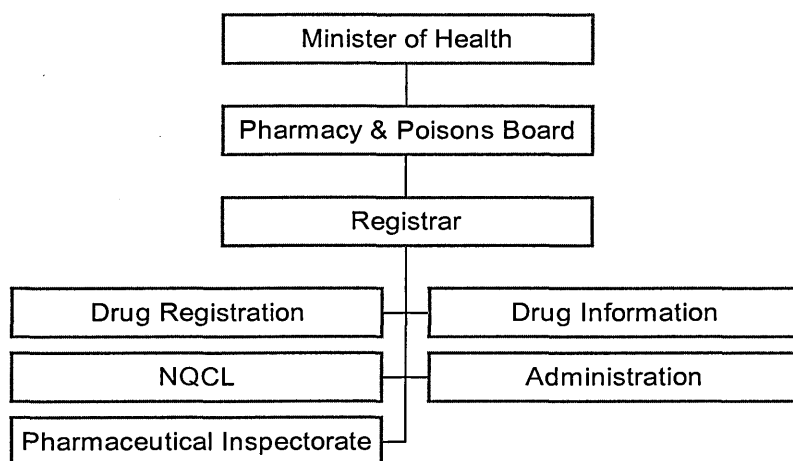 Minister of Health
Pharmacy & Poisons Board
Registrar
Drug Registration
Drug Information
NQCL
Administration
Pharmaceutical Inspectorate